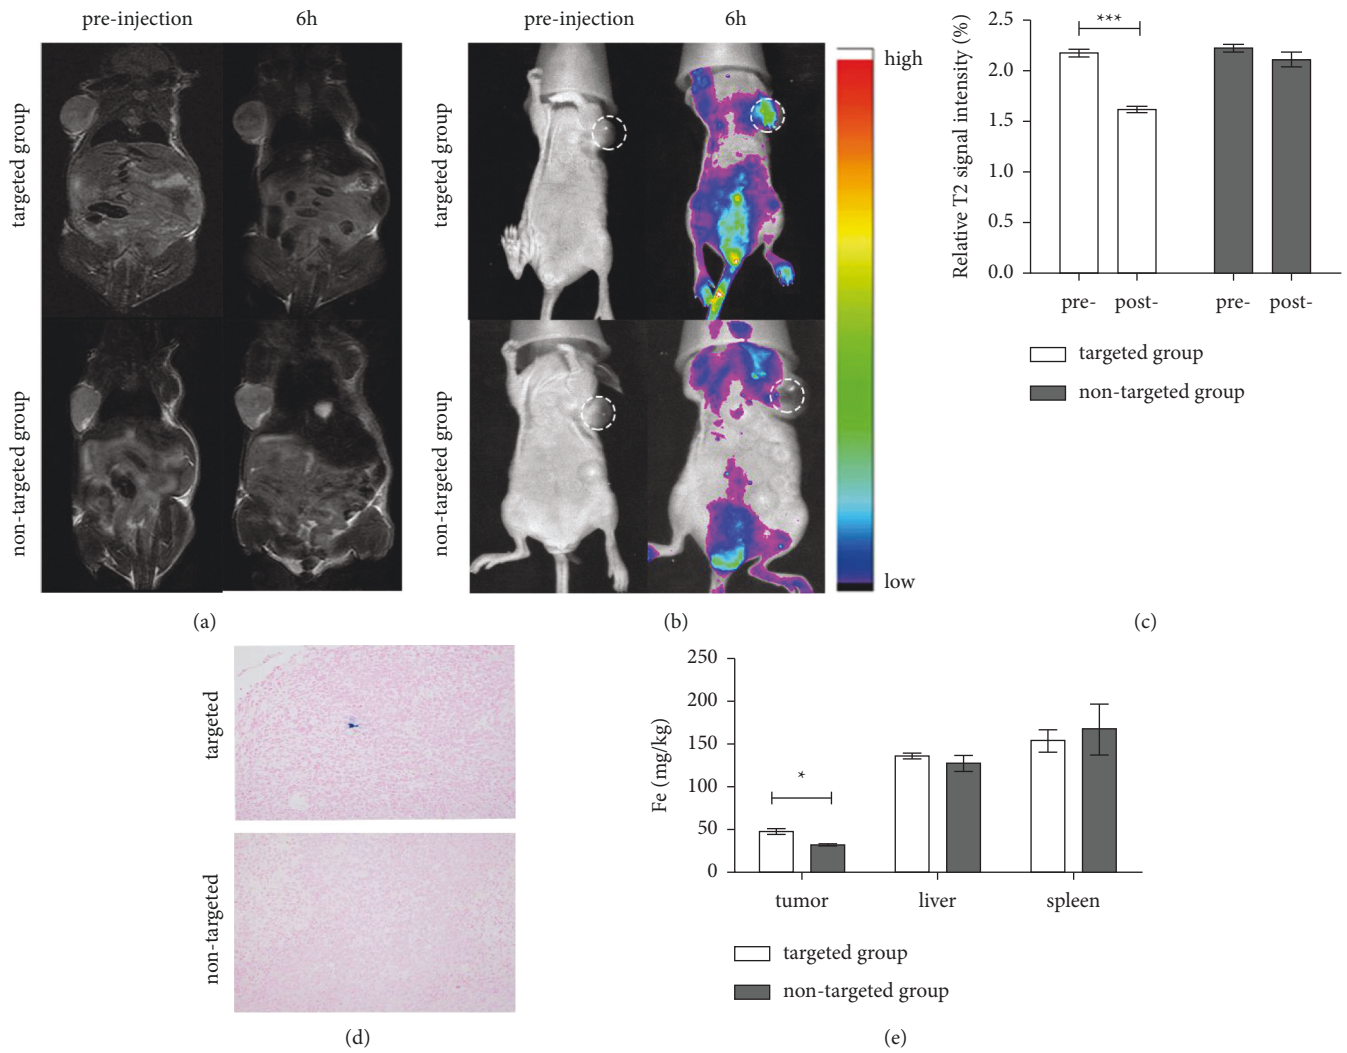 pre-injection 6h
targeted group
non-targeted group
(a)
pre-injection 6h
targeted group
non-targeted group
high
low
(b)
Relative T2 signal intensity (%)
2.5
2.0
1.5
1.0
0.5
0.0
***
pre- post- pre- post-
targeted group
non-targeted group
(c)
targeted
non-targeted
(d)
Fe (mg/kg)
250
200
150
100
50
0
*
tumor liver spleen
targeted group
non-targeted group
(e)